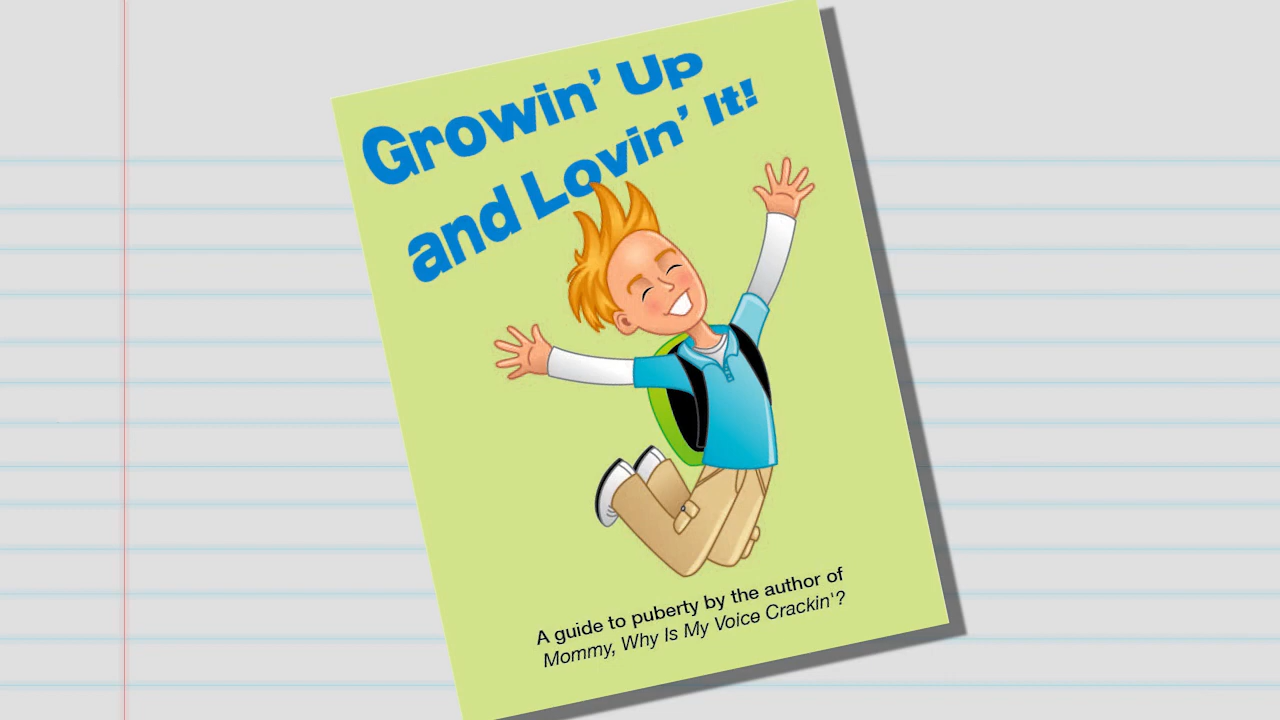 Growin’ Up
and Lovin’ It!
A guide to puberty by the author of
Mommy, Why Is My Voice Crackin'?